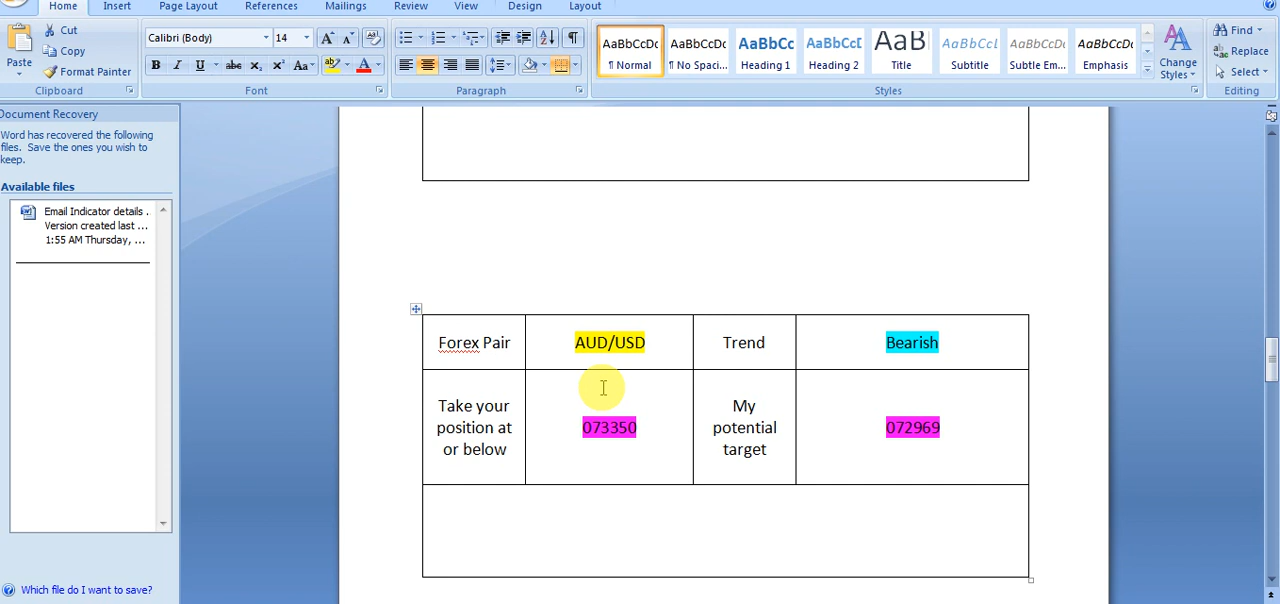 Home Insert Page Layout References Mailings Review View Design Layout
Paste
Cut
Copy
Format Painter
Clipboard
Calibri (Body) 14
Font
Paragraph
AaBbCcDc AaBbCcDc AaBbCc AaBbCcI AaB AaBbCcL AaBbCcDc AaBbCcDc
¶ Normal ¶ No Spaci... Heading 1 Heading 2 Title Subtitle Subtle Em... Emphasis
Change
Styles
Styles
Find
Replace
Select
Editing
Document Recovery
Word has recovered the following
files. Save the ones you wish to
keep.
Available files
Email Indicator details .
Version created last ...
1:55 AM Thursday, ...
Which file do I want to save?
Forex Pair AUD/USD Trend Bearish
Take your
position at
or below
073350
My
potential
target
072969